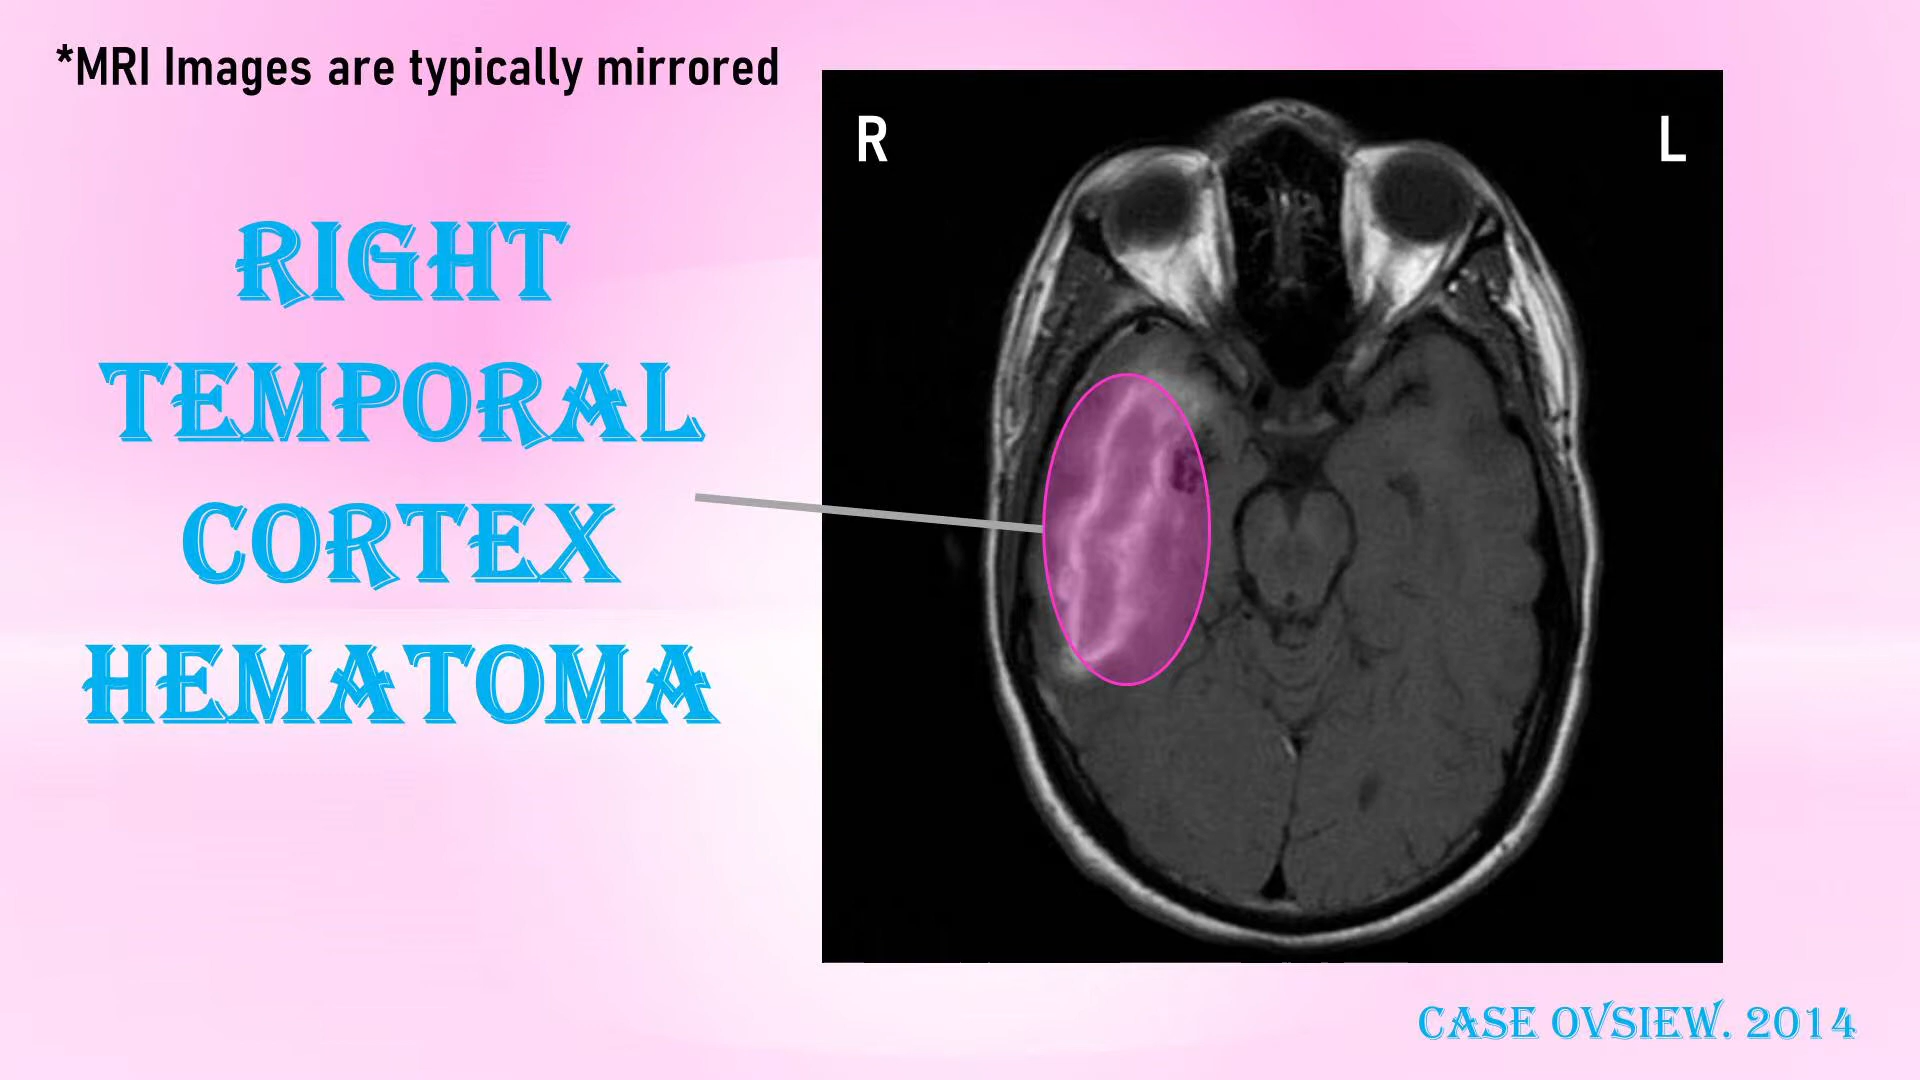 *MRI Images are typically mirrored
R L
RIGHT
TEMPORAL
CORTEX
HEMATOMA
CASE OVSIEW. 2014